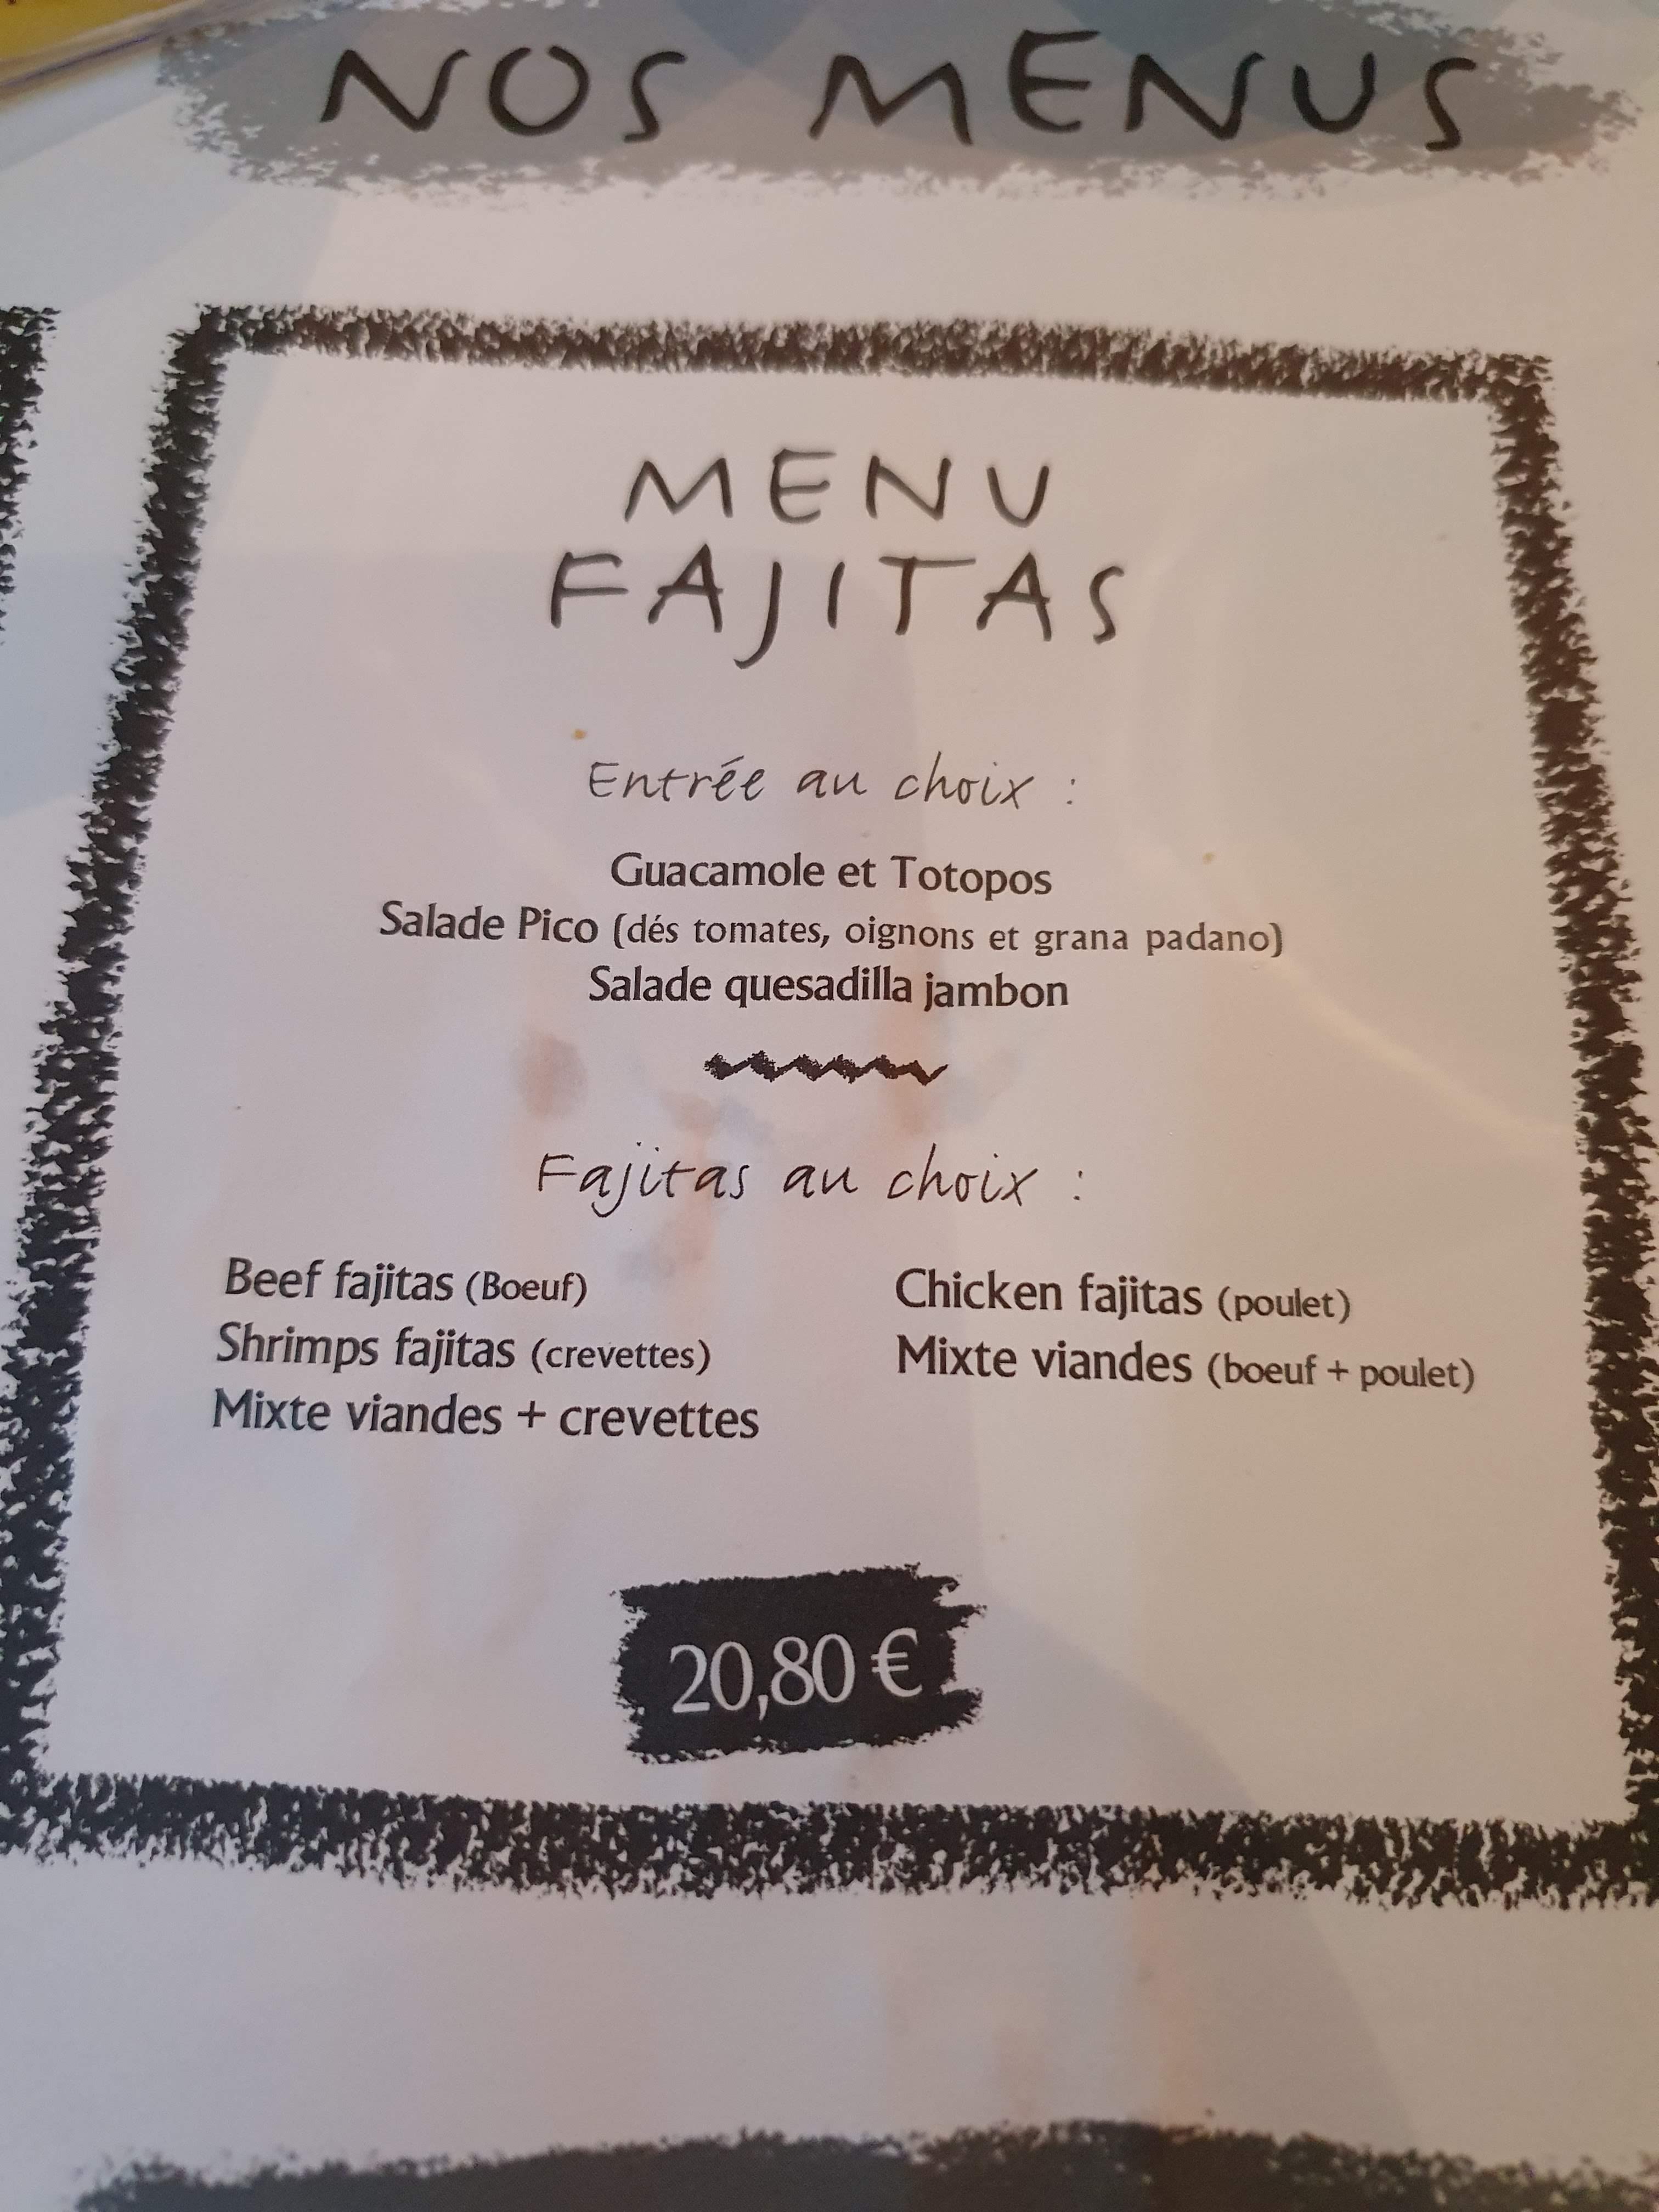 NOS MENUS
MENU
FAJITAS
Entrée au choix :
Guacamole et Totopos
Salade Pico (dés tomates, oignons et grana padano)
Salade quesadilla jambon
Fajitas au choix :
Beef fajitas (Boeuf)
Chicken fajitas (poulet)
Shrimps fajitas (crevettes)
Mixte viandes (boeuf + poulet)
Mixte viandes + crevettes
20,80 €